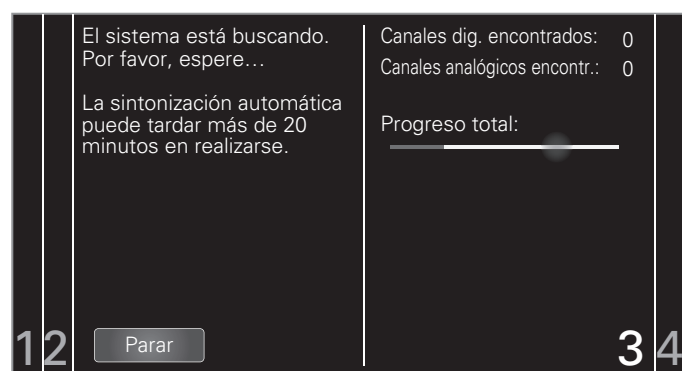 El sistema está buscando.
Por favor, espere…
La sintonización automática
puede tardar más de 20
minutos en realizarse.
Parar
Canales dig. encontrados: 0
Canales analógicos encontr.: 0
Progreso total:
1 2 3 4